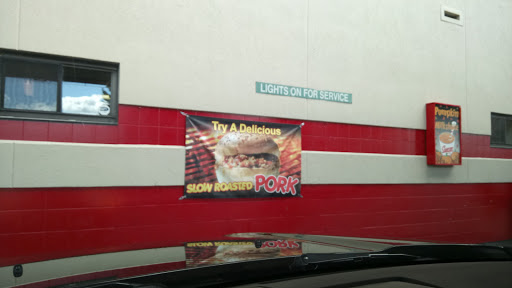 LIGHTS ON FOR SERVICE
Try A Delicious
SLOW ROASTED PORK
Pumpkin